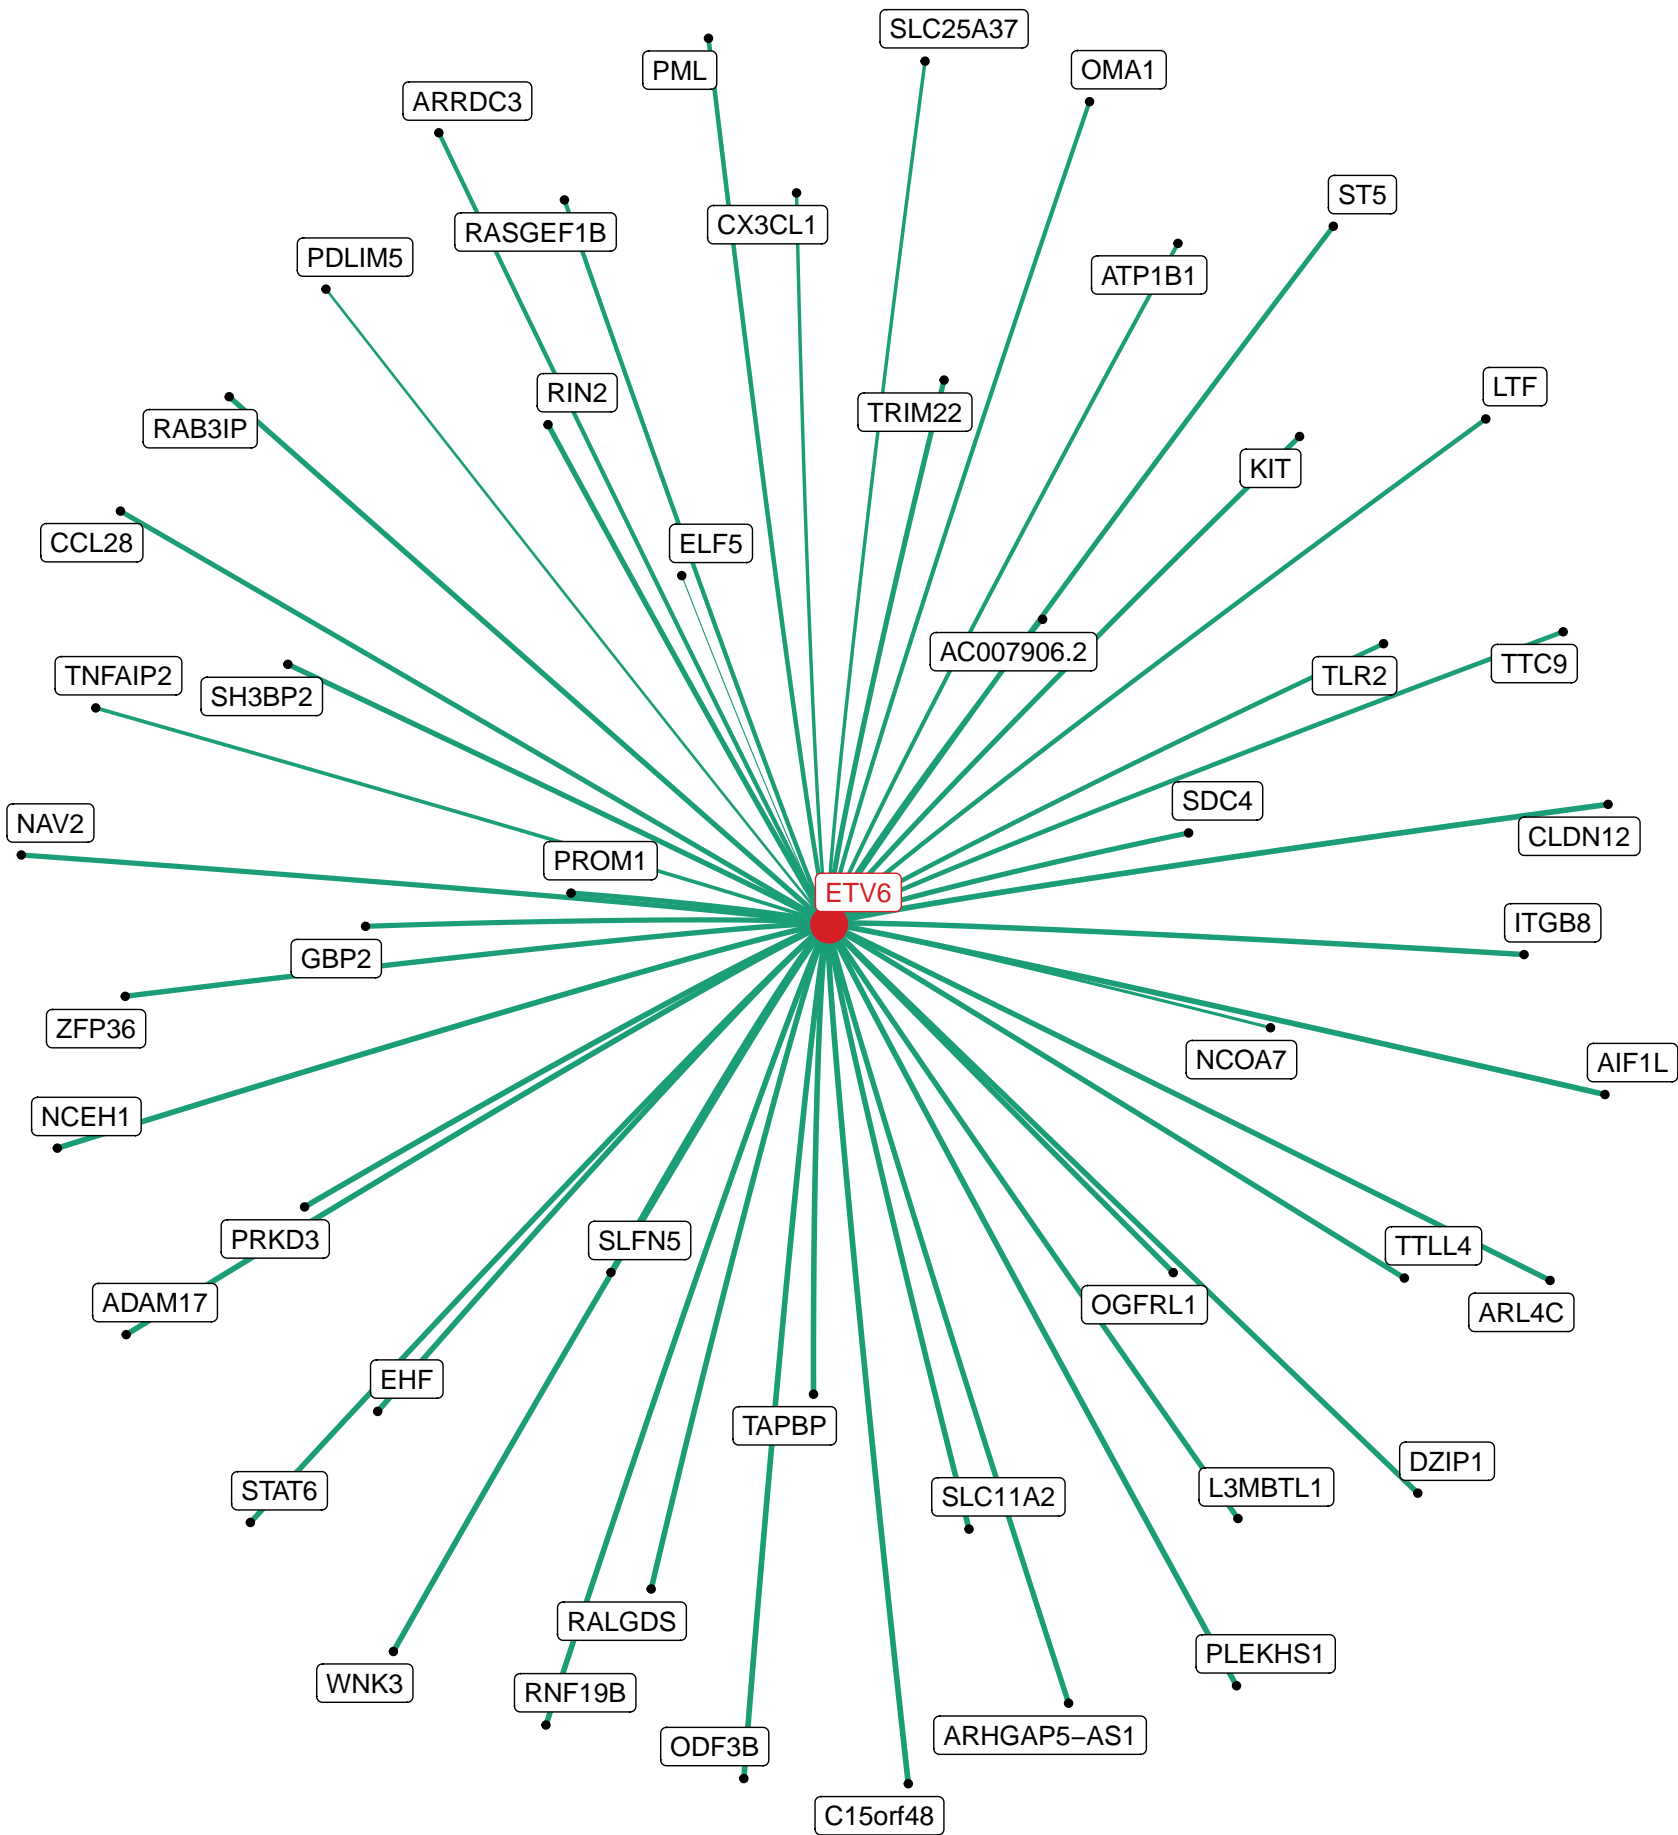 SLC25A37
PML
OMA1
ARRDC3
ST5
CX3CL1
RASGEF1B
PDLIM5
ATP1B1
LTF
RIN2
TRIM22
RAB3IP
KIT
CCL28
ELF5
AC007906.2
TTC9
TNFAIP2
TLR2
SH3BP2
SDC4
NAV2
CLDN12
PROM1
ETV6
ITGB8
GBP2
ZFP36
NCOA7
AIF1L
NCEH1
PRKD3
SLFN5
TTLL4
ADAM17
OGFRL1
ARL4C
EHF
TAPBP
DZIP1
STAT6
L3MBTL1
SLC11A2
RALGDS
PLEKHS1
WNK3
RNF19B
ARHGAP5−AS1
ODF3B
C15orf48